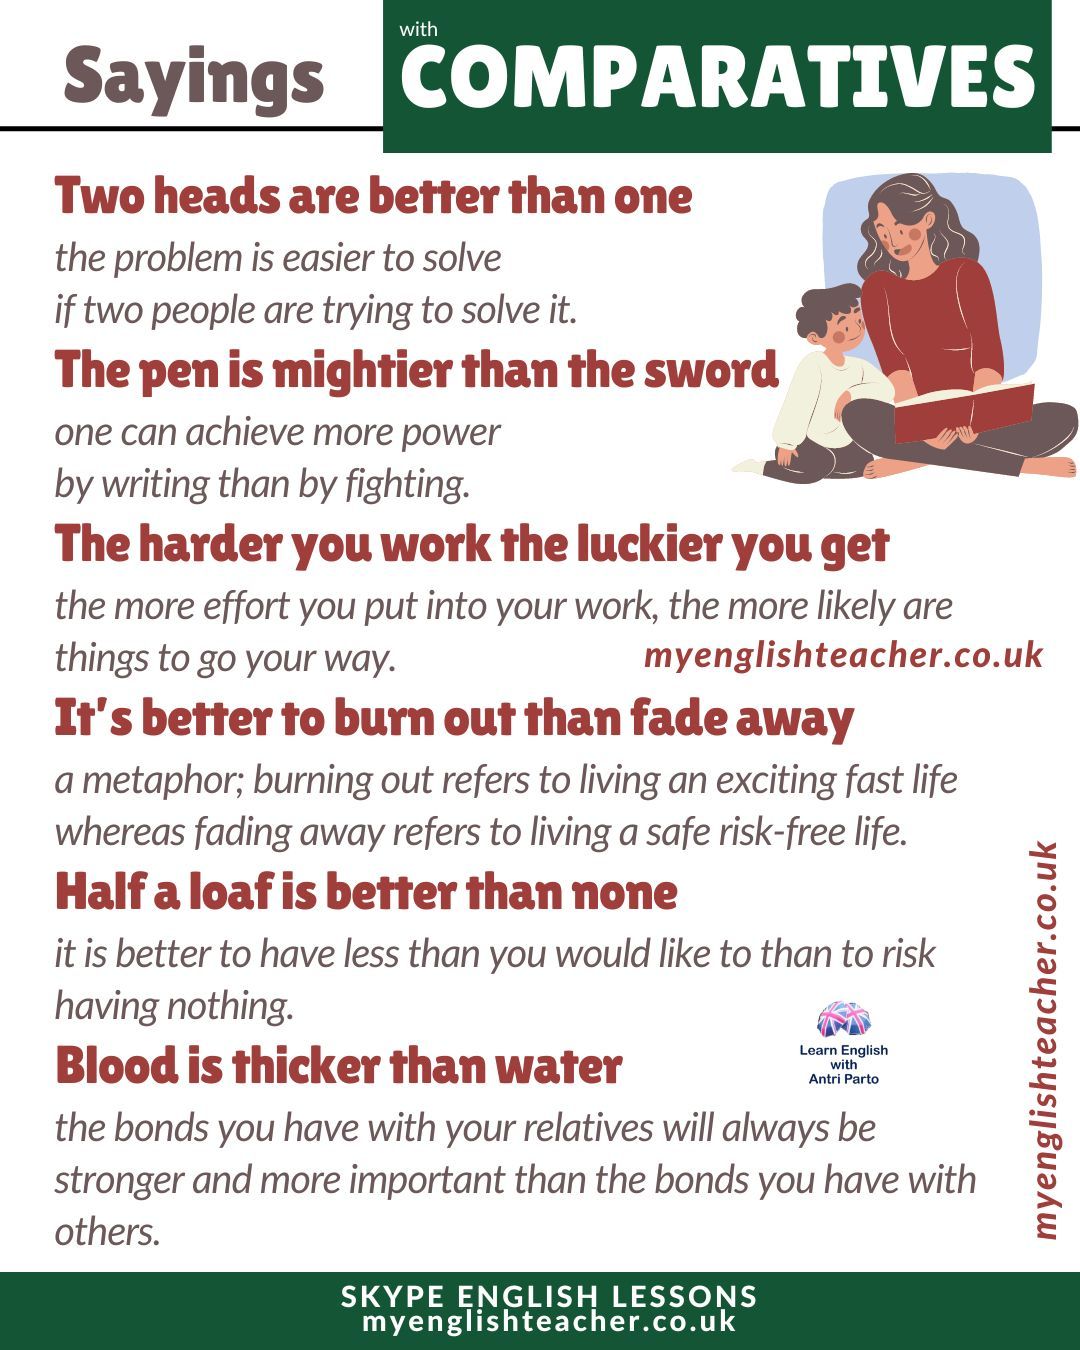 Sayings
with
COMPARATIVES
Two heads are better than one
the problem is easier to solve
if two people are trying to solve it.
The pen is mightier than the sword
one can achieve more power
by writing than by fighting.
The harder you work the luckier you get
the more effort you put into your work, the more likely are
things to go your way.
myenglishteacher.co.uk
It's better to burn out than fade away
a metaphor; burning out refers to living an exciting fast life
whereas fading away refers to living a safe risk-free life.
Half a loaf is better than none
it is better to have less than you would like to than to risk
having nothing.
Blood is thicker than water
the bonds you have with your relatives will always be
stronger and more important than the bonds you have with
others.
Learn English
with
Antri Parto
myenglishteacher.co.uk
SKYPE ENGLISH LESSONS
myenglishteacher.co.uk